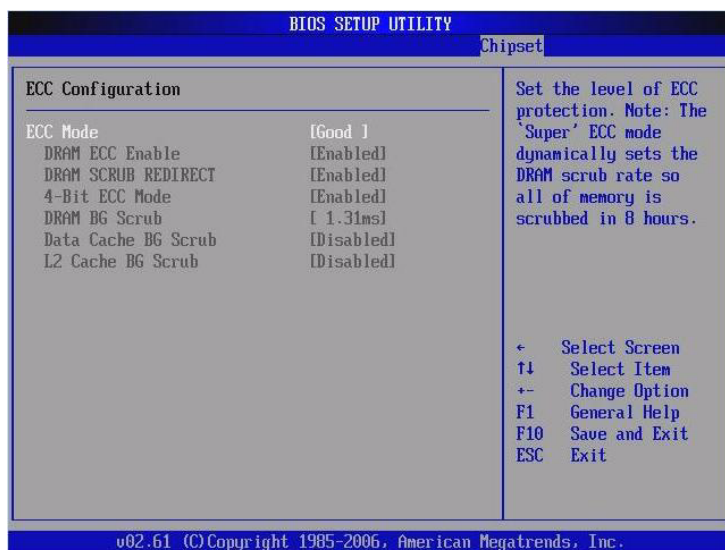 BIOS SETUP UTILITY
Chipset
ECC Configuration
ECC Mode [Good ]
DRAM ECC Enable [Enabled]
DRAM SCRUB REDIRECT [Enabled]
4-Bit ECC Mode [Enabled]
DRAM BG Scrub [ 1.31ms]
Data Cache BG Scrub [Disabled]
L2 Cache BG Scrub [Disabled]
Set the level of ECC
protection. Note: The
`Super' ECC mode
dynamically sets the
DRAM scrub rate so
all of memory is
scrubbed in 8 hours.
← Select Screen
↑↓ Select Item
+- Change Option
F1 General Help
F10 Save and Exit
ESC Exit
v02.61 (C)Copyright 1985-2006, American Megatrends, Inc.